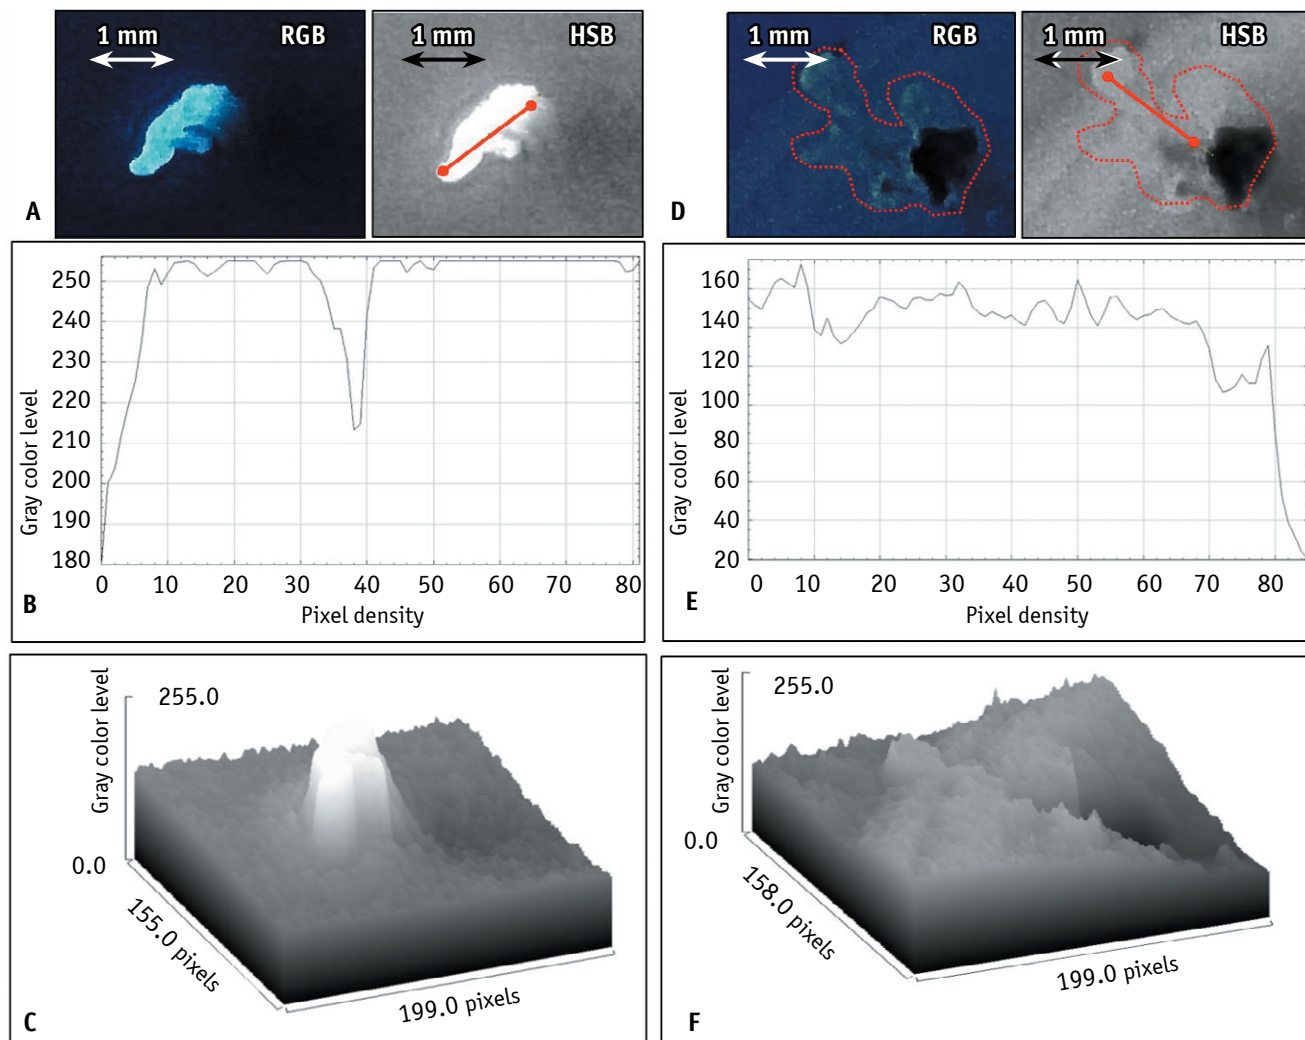 1 mm RGB
1 mm HSB
A
250
240
230
220
210
200
190
180
Gray color level
0 10 20 30 40 50 60 70 80
Pixel density
B
Gray color level
255.0
0.0
155.0 pixels
199.0 pixels
C
1 mm RGB
1 mm HSB
D
160
140
120
100
80
60
40
20
Gray color level
0 10 20 30 40 50 60 70 80
Pixel density
E
Gray color level
255.0
0.0
158.0 pixels
199.0 pixels
F